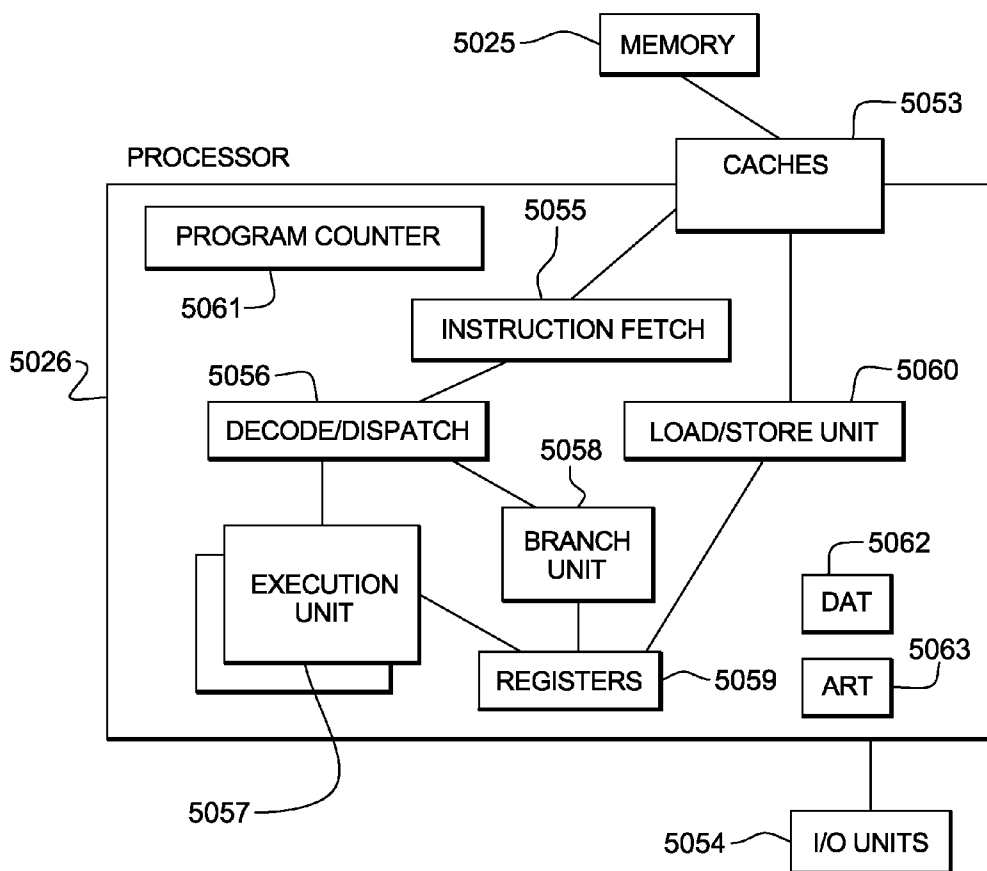 5025
MEMORY
5053
PROCESSOR
CACHES
5055
PROGRAM COUNTER
5061
INSTRUCTION FETCH
5026
5056
5060
DECODE/DISPATCH
LOAD/STORE UNIT
5058
BRANCH
UNIT
5062
EXECUTION
UNIT
DAT
5063
REGISTERS
5059
ART
5057
5054
I/O UNITS